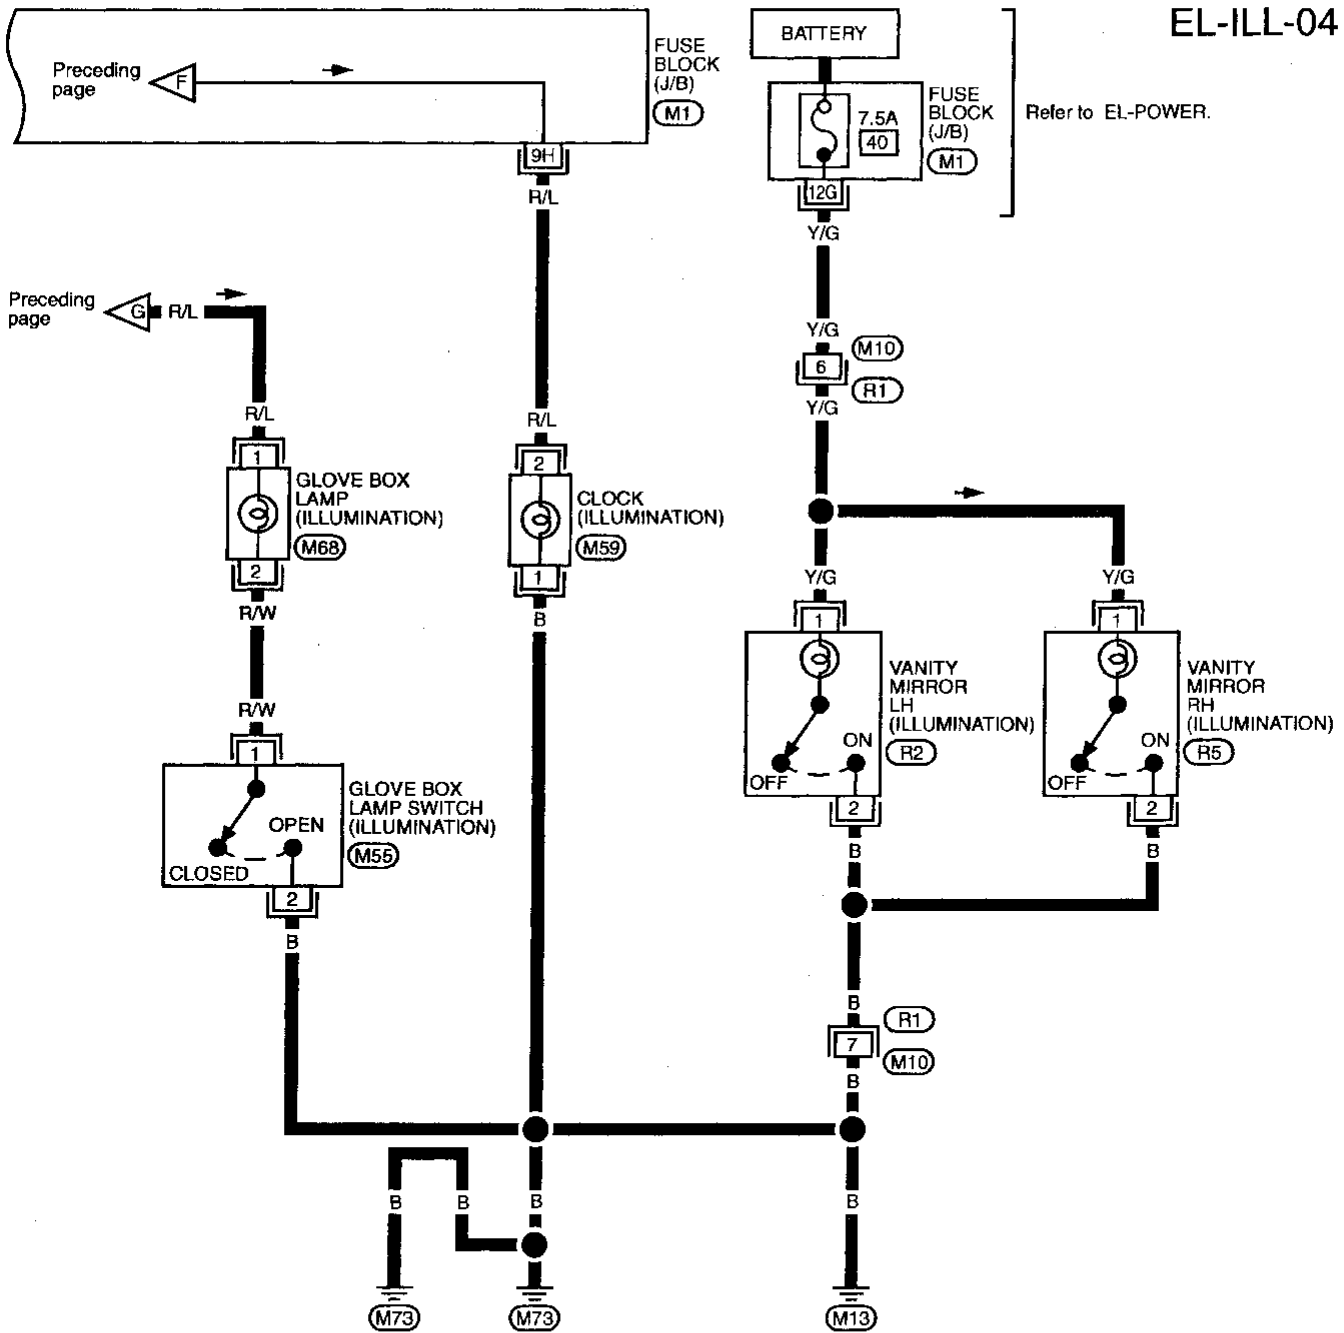 EL-ILL-04
Preceding
page
F
FUSE
BLOCK
(J/B)
M1
9H
R/L
BATTERY
7.5A
40
FUSE
BLOCK
(J/B)
M1
Refer to EL-POWER.
12G
Y/G
Preceding
page
G
R/L
R/L
1
GLOVE BOX
LAMP
(ILLUMINATION)
M68
2
R/W
R/W
1
GLOVE BOX
LAMP SWITCH
(ILLUMINATION)
M55
OPEN
CLOSED
2
B
R/L
2
CLOCK
(ILLUMINATION)
M59
1
B
Y/G
M10
6
R1
Y/G
Y/G
Y/G
1
VANITY
MIRROR
LH
(ILLUMINATION)
R2
ON
OFF
2
B
1
VANITY
MIRROR
RH
(ILLUMINATION)
R5
ON
OFF
2
B
B
R1
7
M10
B
B
B
B
B
M73
M73
M13